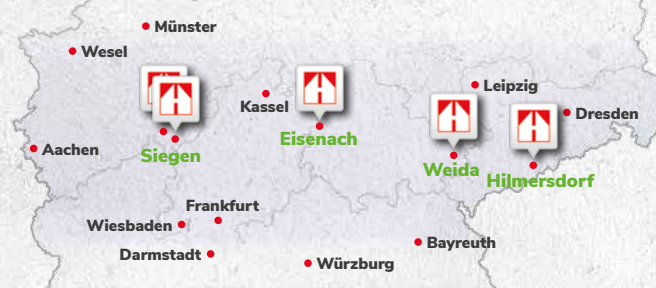 Münster
Wesel
Leipzig
Kassel
Dresden
Eisenach
Aachen
Siegen
Weida
Hilmersdorf
Frankfurt
Wiesbaden
Bayreuth
Darmstadt
Würzburg